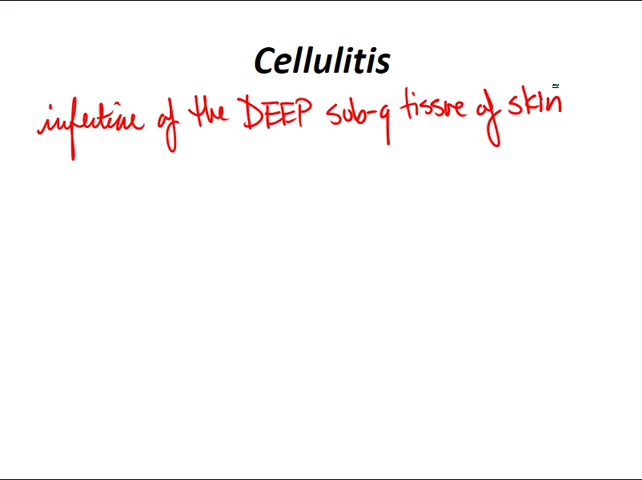 Cellulitis
infection of the DEEP sub-q tissue of skin